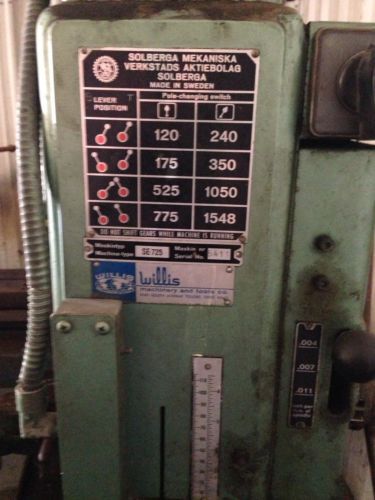 SOLBERGA MEKANISKA
VERKSTADS AKTIEBOLAG
SOLBERGA
MADE IN SWEDEN
LEVER
POSITION:
Pole-changing switch
120 240
175 350
525 1050
775 1548
DO NOT SHIFT GEARS WHILE MACHINE IS RUNNING
Maskintyp
Machine-type SE-725 Maskin nr
Serial No. 5411
WILLIS
Willis
machinery and tools co.
.004
.007
.011